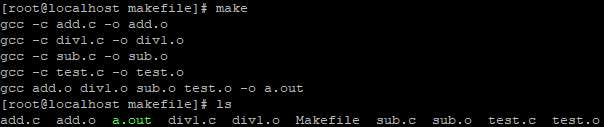 [root@localhost makefile]# make
gcc -c add.c -o add.o
gcc -c div1.c -o div1.o
gcc -c sub.c -o sub.o
gcc -c test.c -o test.o
gcc add.o div1.o sub.o test.o -o a.out
[root@localhost makefile]# ls
add.c  add.o  a.out  div1.c  div1.o  Makefile  sub.c  sub.o  test.c  test.o